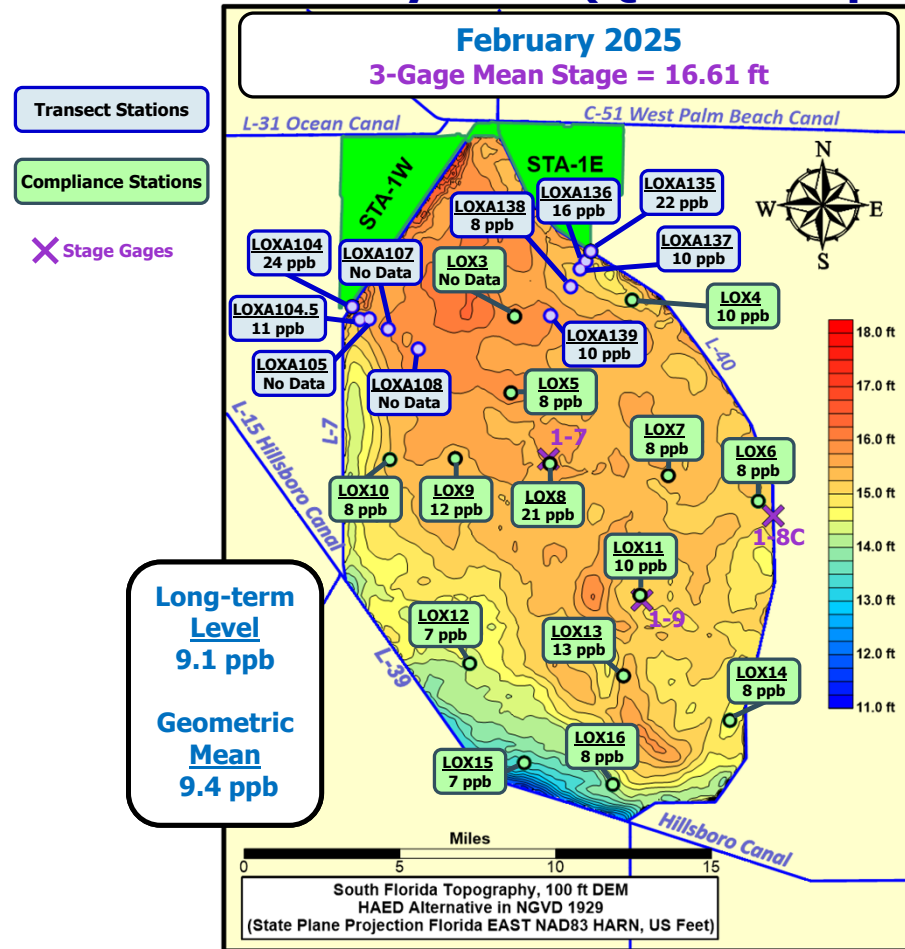 February 2025
3-Gage Mean Stage = 16.61 ft
Transect Stations
Compliance Stations
Stage Gages
L-31 Ocean Canal
C-51 West Palm Beach Canal
STA-1W
STA-1E
N
W
E
S
LOXA104
24 ppb
LOXA107
No Data
LOXA138
8 ppb
LOXA136
16 ppb
LOXA135
22 ppb
LOXA137
10 ppb
LOX3
No Data
LOX4
10 ppb
LOXA104.5
11 ppb
LOXA105
No Data
LOXA108
No Data
LOXA139
10 ppb
L-40
L-7
L-15 Hillsboro Canal
LOX5
8 ppb
1-7
LOX7
8 ppb
LOX6
8 ppb
LOX10
8 ppb
LOX9
12 ppb
LOX8
21 ppb
1-8C
LOX11
10 ppb
1-9
LOX12
7 ppb
LOX13
13 ppb
LOX14
8 ppb
L-39
LOX15
7 ppb
LOX16
8 ppb
Hillsboro Canal
18.0 ft
17.0 ft
16.0 ft
15.0 ft
14.0 ft
13.0 ft
12.0 ft
11.0 ft
Long-term
Level
9.1 ppb
Geometric
Mean
9.4 ppb
Miles
0 5 10 15
South Florida Topography, 100 ft DEM
HAED Alternative in NGVD 1929
(State Plane Projection Florida EAST NAD83 HARN, US Feet)